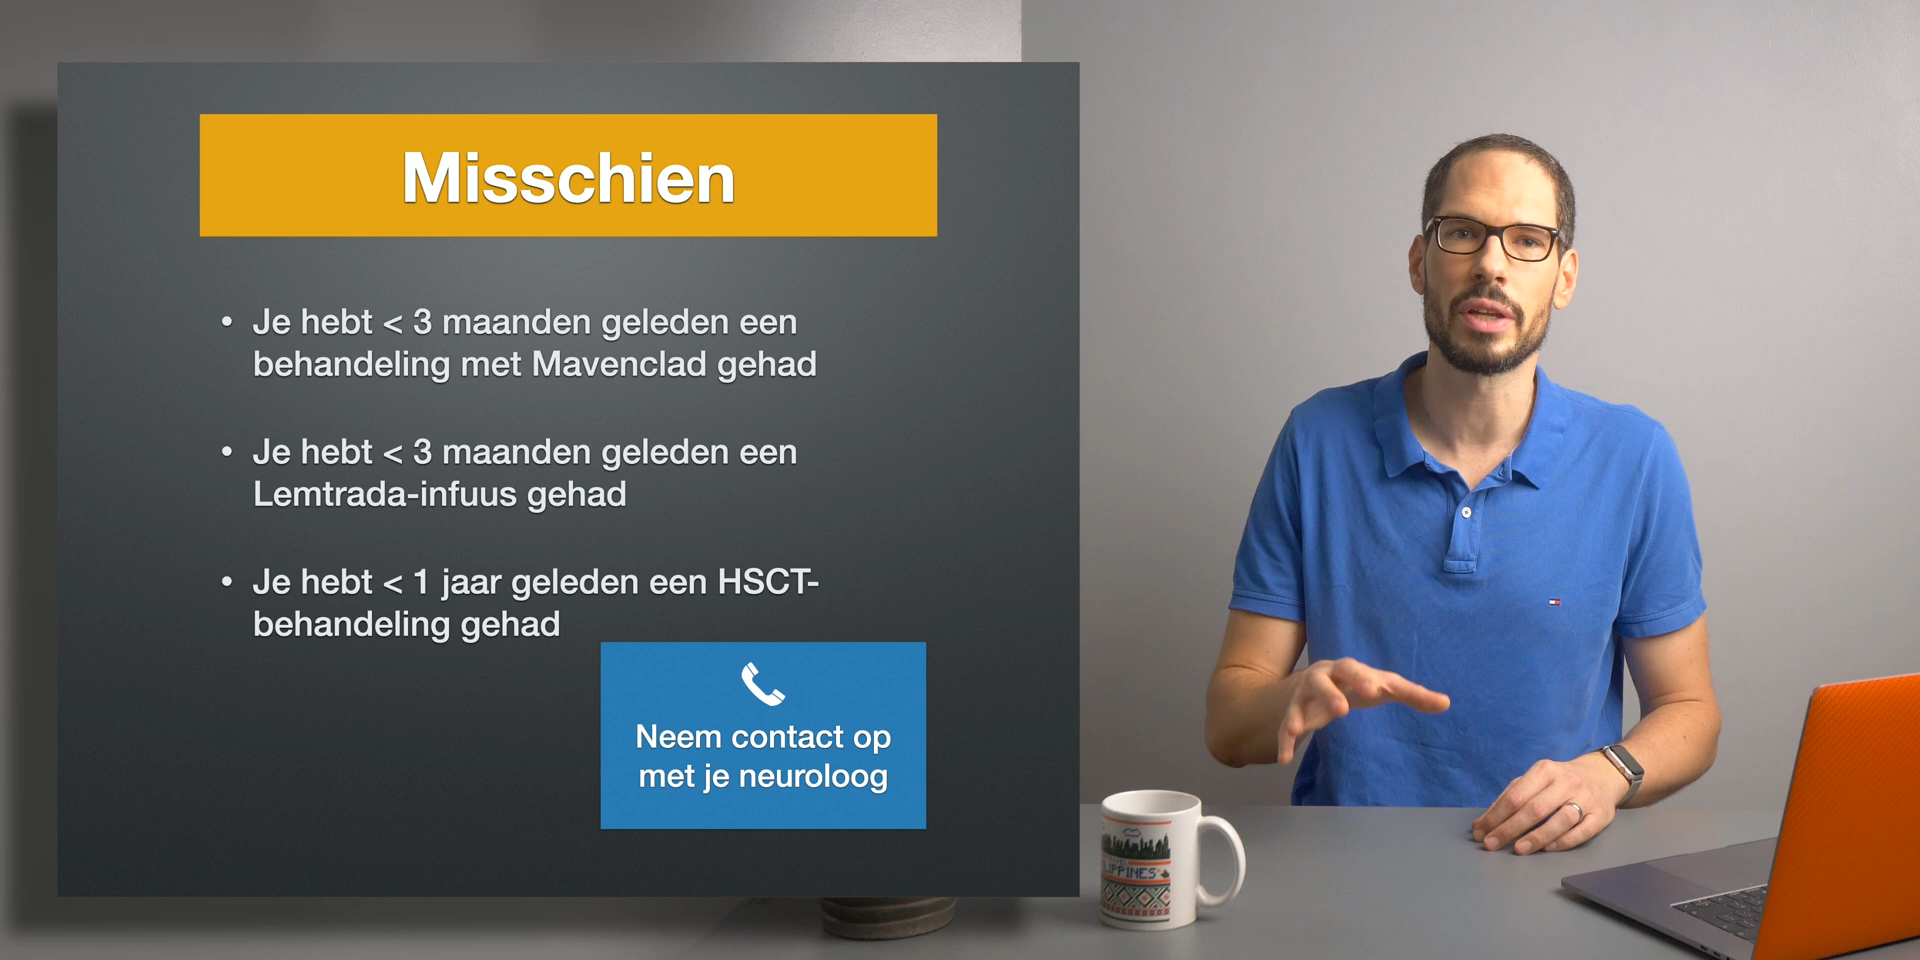 Misschien
• Je hebt < 3 maanden geleden een
behandeling met Mavenclad gehad
• Je hebt < 3 maanden geleden een
Lemtrada-infuus gehad
• Je hebt < 1 jaar geleden een HSCT-
behandeling gehad
Neem contact op
met je neuroloog
LIPPINES